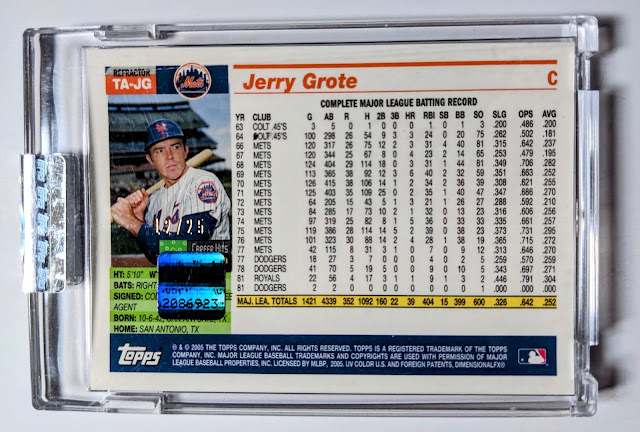 REFRACTOR
TA-JG
Mets
Jerry Grote
C
COMPLETE MAJOR LEAGUE BATTING RECORD
YR CLUB G AB R H 2B 3B HR RBI SB BB SO SLG OPS AVG
63 COLT .45'S 3 5 0 1 0 0 0 1 0 1 3 .200 .486 .200
64 COLT .45'S 100 298 26 54 9 3 3 24 0 20 75 .262 .502 .181
66 METS 120 317 26 75 12 2 3 31 4 40 81 .315 .642 .237
67 METS 120 344 25 67 8 0 4 23 2 14 65 .253 .479 .195
68 METS 124 404 29 114 18 0 3 31 1 44 81 .349 .706 .282
69 METS 113 365 38 92 12 3 6 40 2 32 59 .351 .663 .252
70 METS 126 415 38 106 14 1 2 34 2 36 39 .308 .621 .255
71 METS 125 403 35 109 25 0 2 35 1 40 47 .347 .686 .270
72 METS 64 205 15 43 5 1 3 21 1 26 27 .210
73 METS 84 285 17 73 10 2 1 32 0 13 23 .316 .606 .256
74 METS 97 319 25 82 8 1 5 36 0 33 33 .335 .661 .257
75 METS 119 386 28 114 14 5 2 39 0 38 23 .373 .731 .295
76 METS 101 323 30 88 14 2 4 28 1 38 19 .365 .715 .272
77 METS 42 115 8 31 3 1 0 7 0 9 12 .313 .646 .270
77 DODGERS 18 27 3 7 0 0 0 4 0 2 5 .259 .570 .259
78 DODGERS 41 70 5 19 5 0 0 9 0 10 5 .343 .697 .271
81 ROYALS 22 56 4 17 3 1 1 9 1 3 2 .446 .791 .304
81 DODGERS 2 2 0 0 0 0 0 0 0 0 1 .000 .000 .000
MAJ. LEA. TOTALS 1421 4339 352 1092 160 22 39 404 15 399 600 .326 .642 .252
12/25
CAREER HITS
2086923
HT: 5'10"
BATS: RIGHT
SIGNED:
AGENT
BORN: 10-6-42
HOME: SAN ANTONIO, TX
Topps
® & © 2005 THE TOPPS COMPANY, INC. ALL RIGHTS RESERVED. TOPPS IS A REGISTERED TRADEMARK OF THE TOPPS
COMPANY, INC. MAJOR LEAGUE BASEBALL TRADEMARKS AND COPYRIGHTS ARE USED WITH PERMISSION OF MAJOR
LEAGUE BASEBALL PROPERTIES, INC. LICENSED BY MLBP, 2005. UV COLOR U.S. AND FOREIGN PATENTS, DIMENSIONALFX®